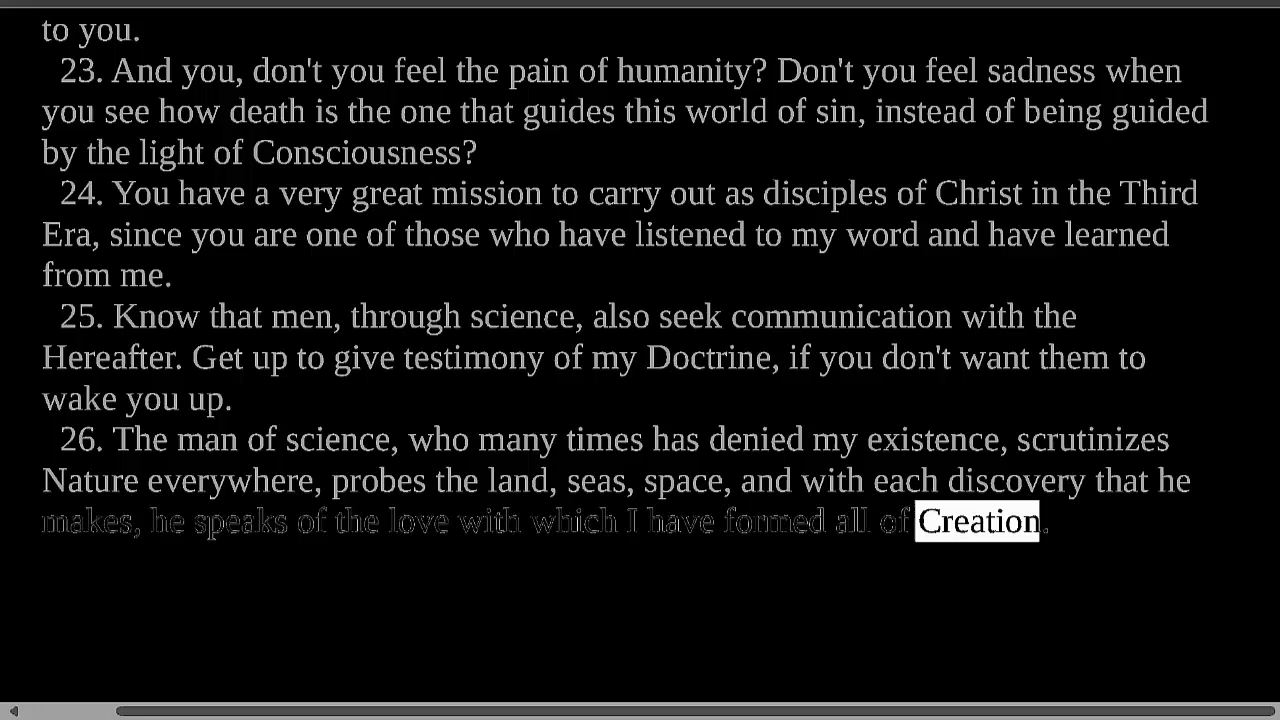 to you.
23. And you, don't you feel the pain of humanity? Don't you feel sadness when
you see how death is the one that guides this world of sin, instead of being guided
by the light of Consciousness?
24. You have a very great mission to carry out as disciples of Christ in the Third
Era, since you are one of those who have listened to my word and have learned
from me.
25. Know that men, through science, also seek communication with the
Hereafter. Get up to give testimony of my Doctrine, if you don't want them to
wake you up.
26. The man of science, who many times has denied my existence, scrutinizes
Nature everywhere, probes the land, seas, space, and with each discovery that he
makes, he speaks of the love with which I have formed all of Creation.